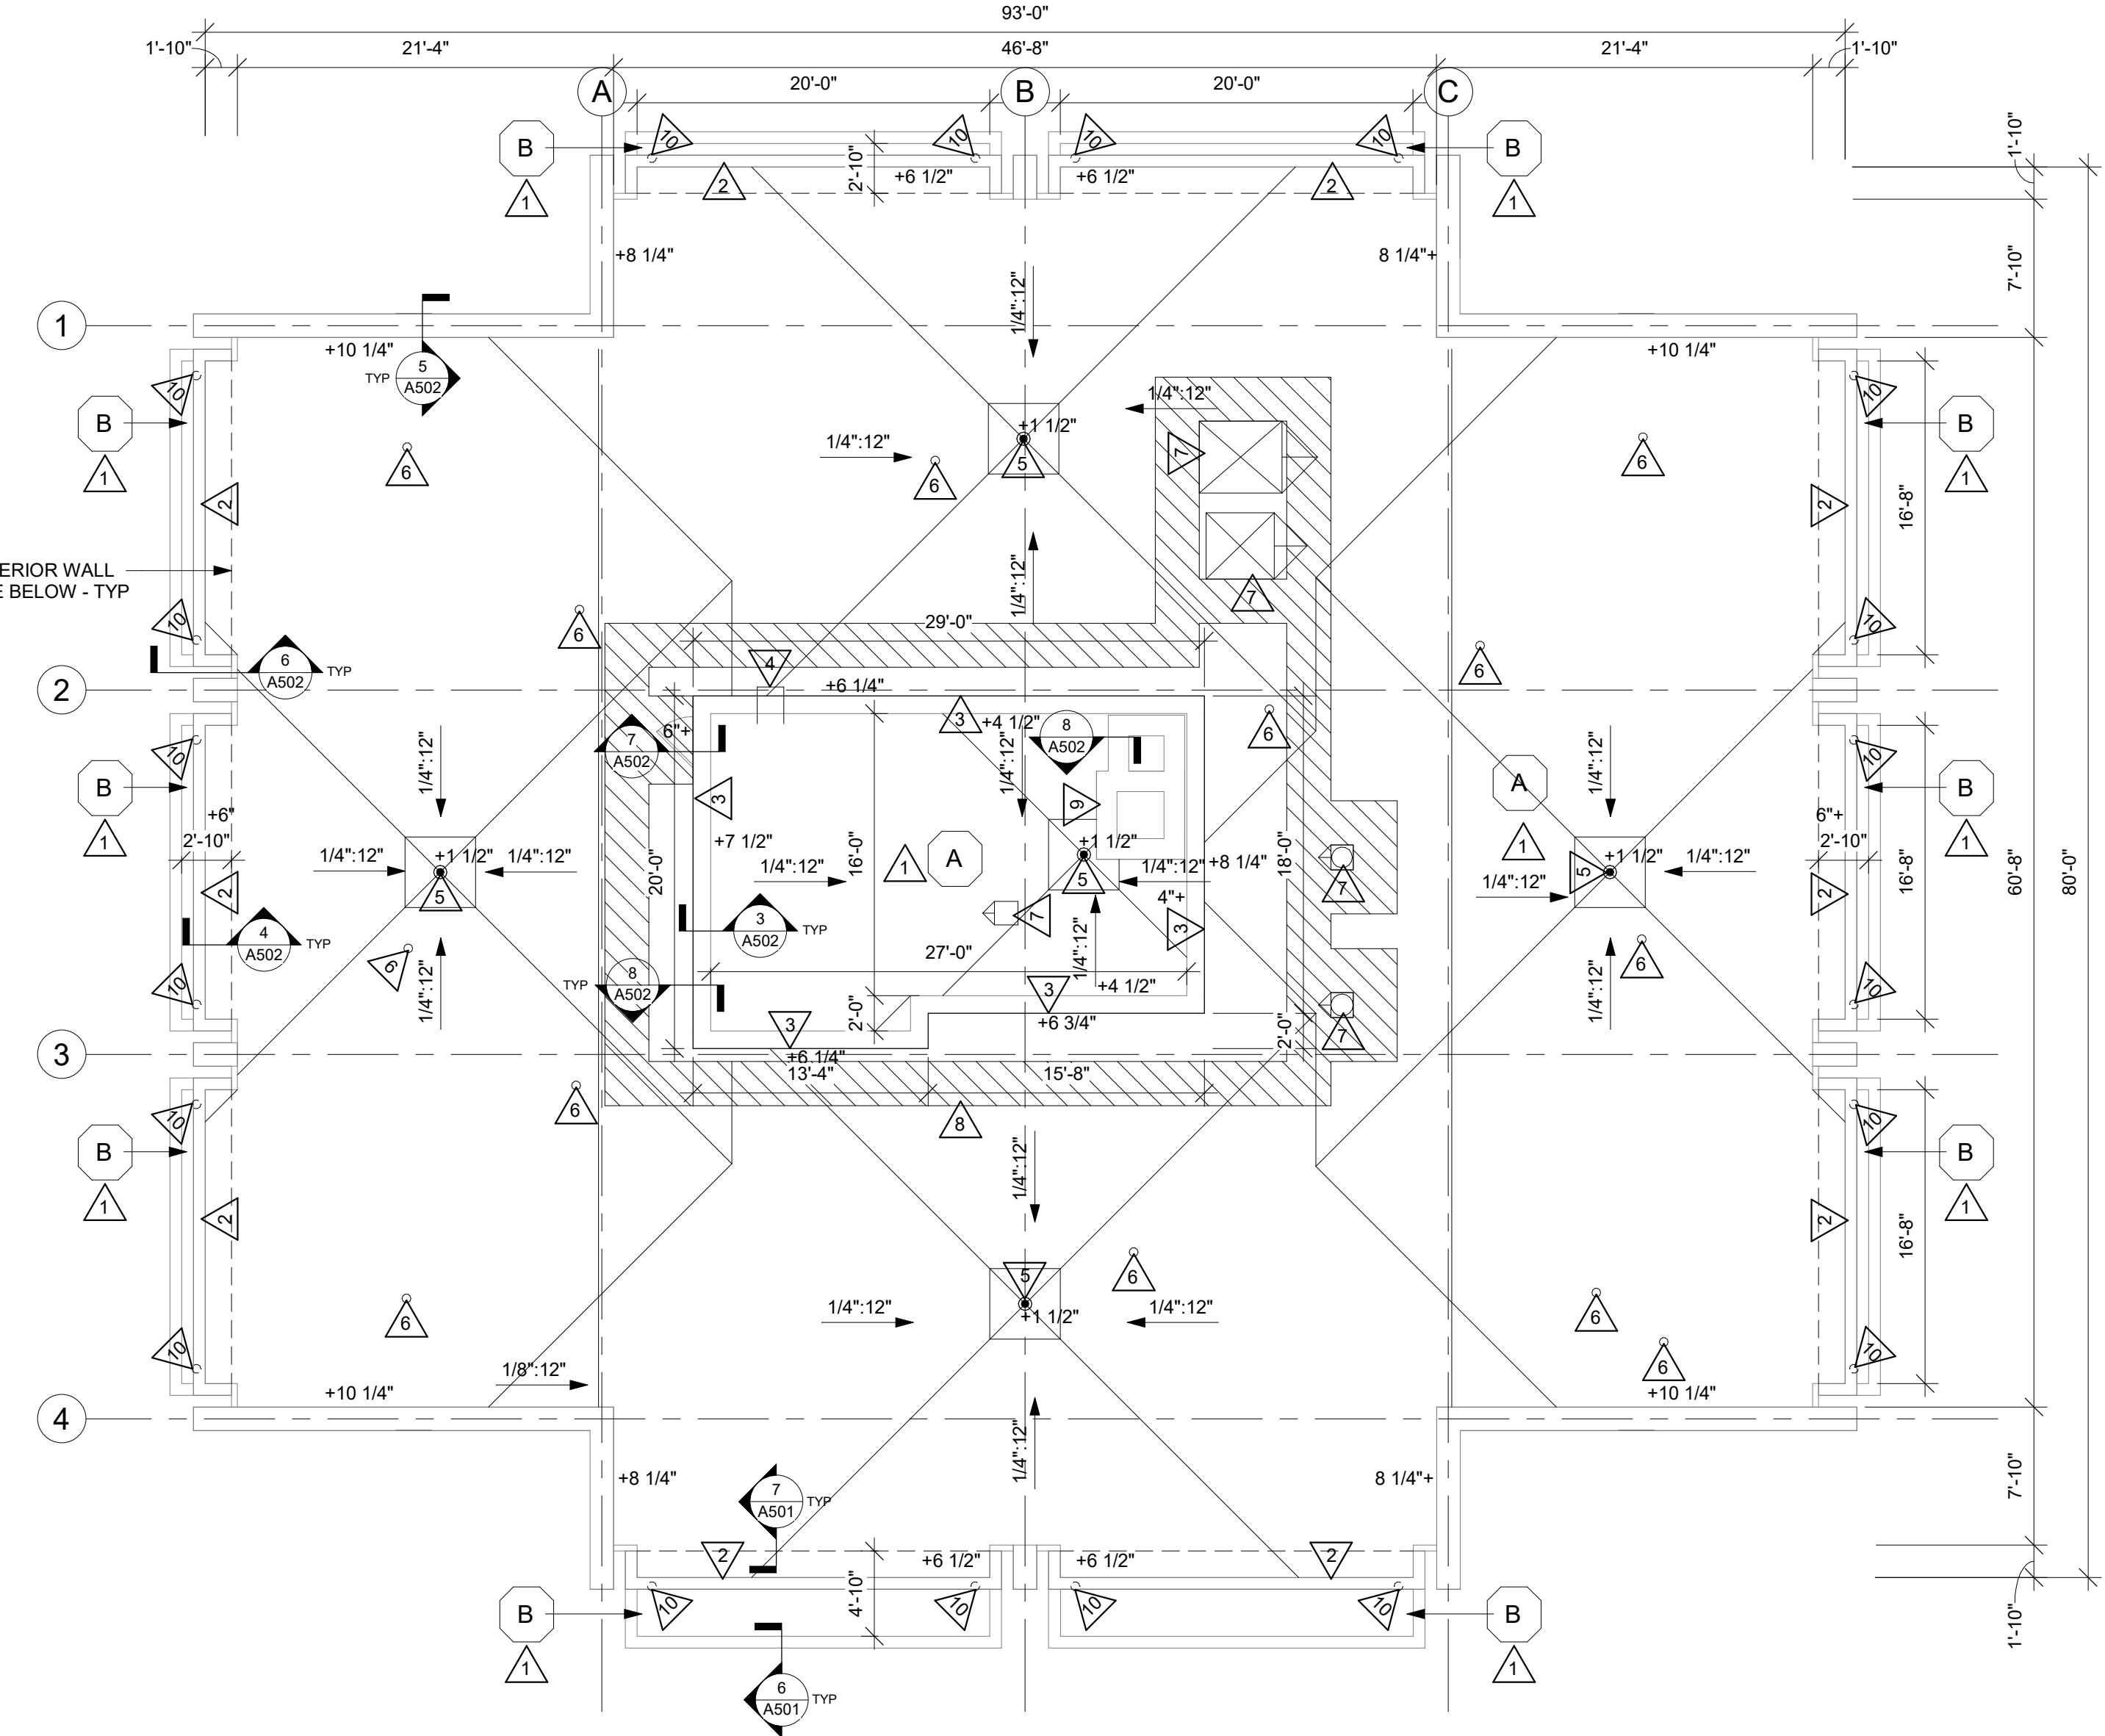 93'-0"
1'-10" 21'-4" 46'-8" 21'-4" 1'-10"
A 20'-0" B 20'-0" C
B 10 10 10 10 B
1'-10"
2'-10"
1 2 +6 1/2" +6 1/2" 2 1
+8 1/4" 8 1/4"+
7'-10"
1/4":12"
1
+10 1/4" +10 1/4"
5
TYP A502
10 10
1/4":12"
B +1 1/2" B
1/4":12"
6 5 7 6
1 6 1
2 2 16'-8"
ERIOR WALL
E BELOW - TYP
1/4":12"
7
10 29'-0" 10
6
6 4 6
A502 TYP
2 +6 1/4"
3 +4 1/2" 8 6
6"+ A502
7
A502
10 1/4":12" 1/4":12" 1/4":12" 10
B 3 9 A B
+6" 6"+
2'-10" +7 1/2" +1 1/2" 1 2'-10"
1 1/4":12" +1 1/2" 1/4":12" 20'-0" 1/4":12" 16'-0" 1 A 1/4":12" +8 1/4" 18'-0" +1 1/2" 1/4":12" 16'-8" 60'-8" 80'-0" 1
2 5 5 7 1/4":12" 5 2
4"+
4 TYP 3 TYP 7 3
A502 A502
6 1/4":12" 27'-0" 1/4":12" 1/4":12" 6
10 TYP 8 3 +4 1/2" 10
A502
2'-0" 3 +6 3/4" 2'-0" 7
3 +6 1/4"
13'-4" 15'-8"
10 6 8 10
B B
1/4":12"
1 1
2 2 16'-8"
5 6
6 1/4":12" +1 1/2" 1/4":12" 6
10 6 10
1/8":12"
+10 1/4" +10 1/4"
4
1/4":12"
+8 1/4" 8 1/4"+ 7'-10"
7
A501 TYP
2 +6 1/2" +6 1/2" 2
4'-10"
B 10 10 10 10 B
1'-10"
1 1
6
A501 TYP